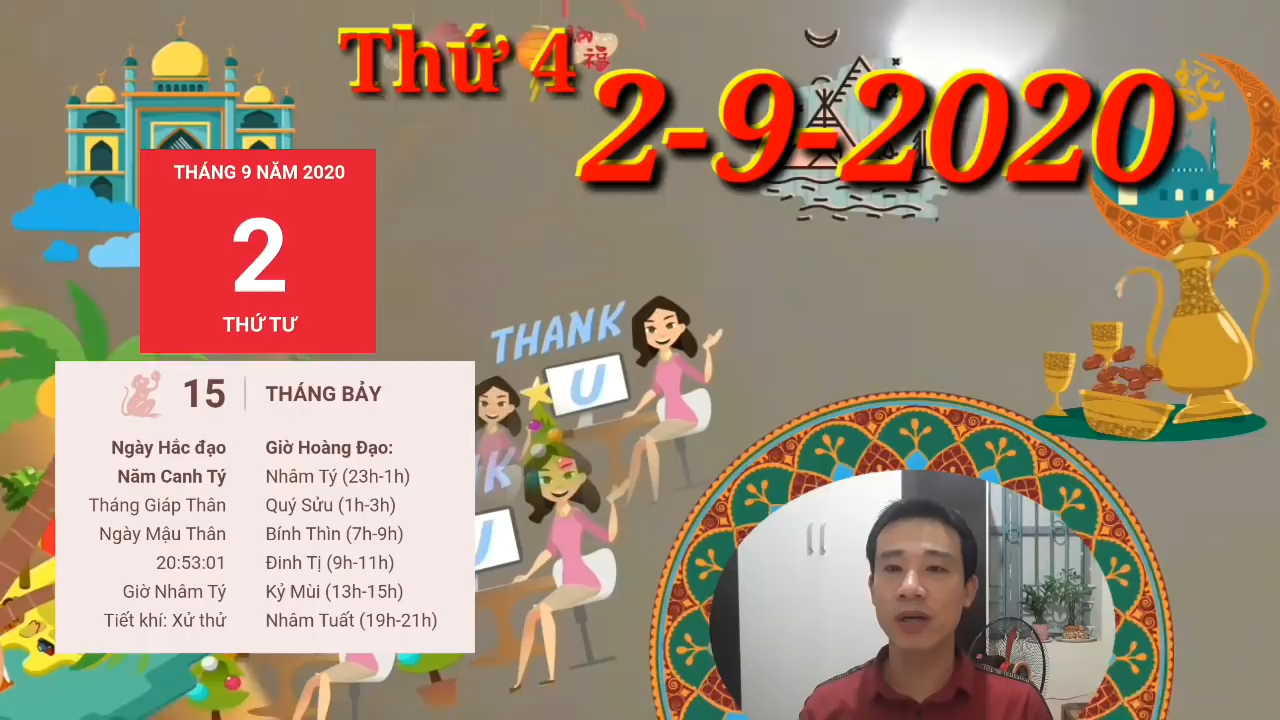 Thứ 4
福
2-9-2020
THÁNG 9 NĂM 2020
2
THỨ TƯ
15
THÁNG BẢY
Ngày Hắc đạo
Năm Canh Tý
Tháng Giáp Thân
Ngày Mậu Thân
20:53:01
Giờ Nhâm Tý
Tiết khí: Xử thử
Giờ Hoàng Đạo:
Nhâm Tý (23h-1h)
Quý Sửu (1h-3h)
Bính Thìn (7h-9h)
Đinh Tị (9h-11h)
Kỷ Mùi (13h-15h)
Nhâm Tuất (19h-21h)
THANK
U
K
U